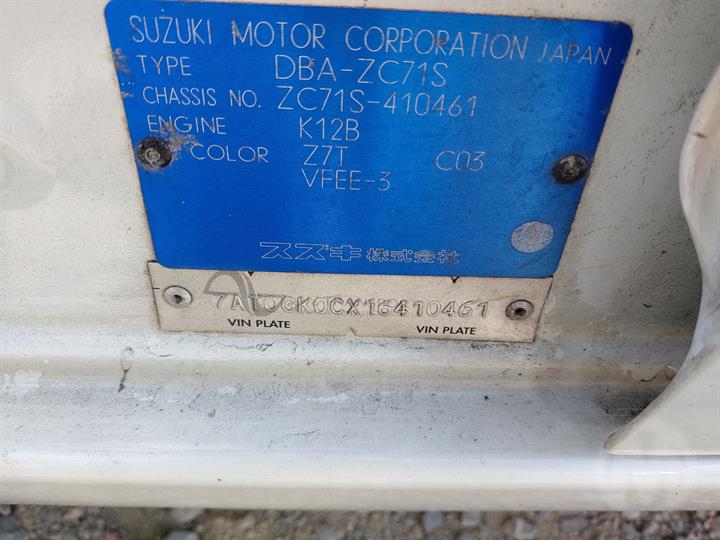 SUZUKI MOTOR CORPORATION JAPAN
TYPE DBA-ZC71S
CHASSIS NO. ZC71S-410461
ENGINE K12B
COLOR Z7T C03
VFEE-3
スズキ株式会社
7AT0GK0CX16410461
VIN PLATE VIN PLATE